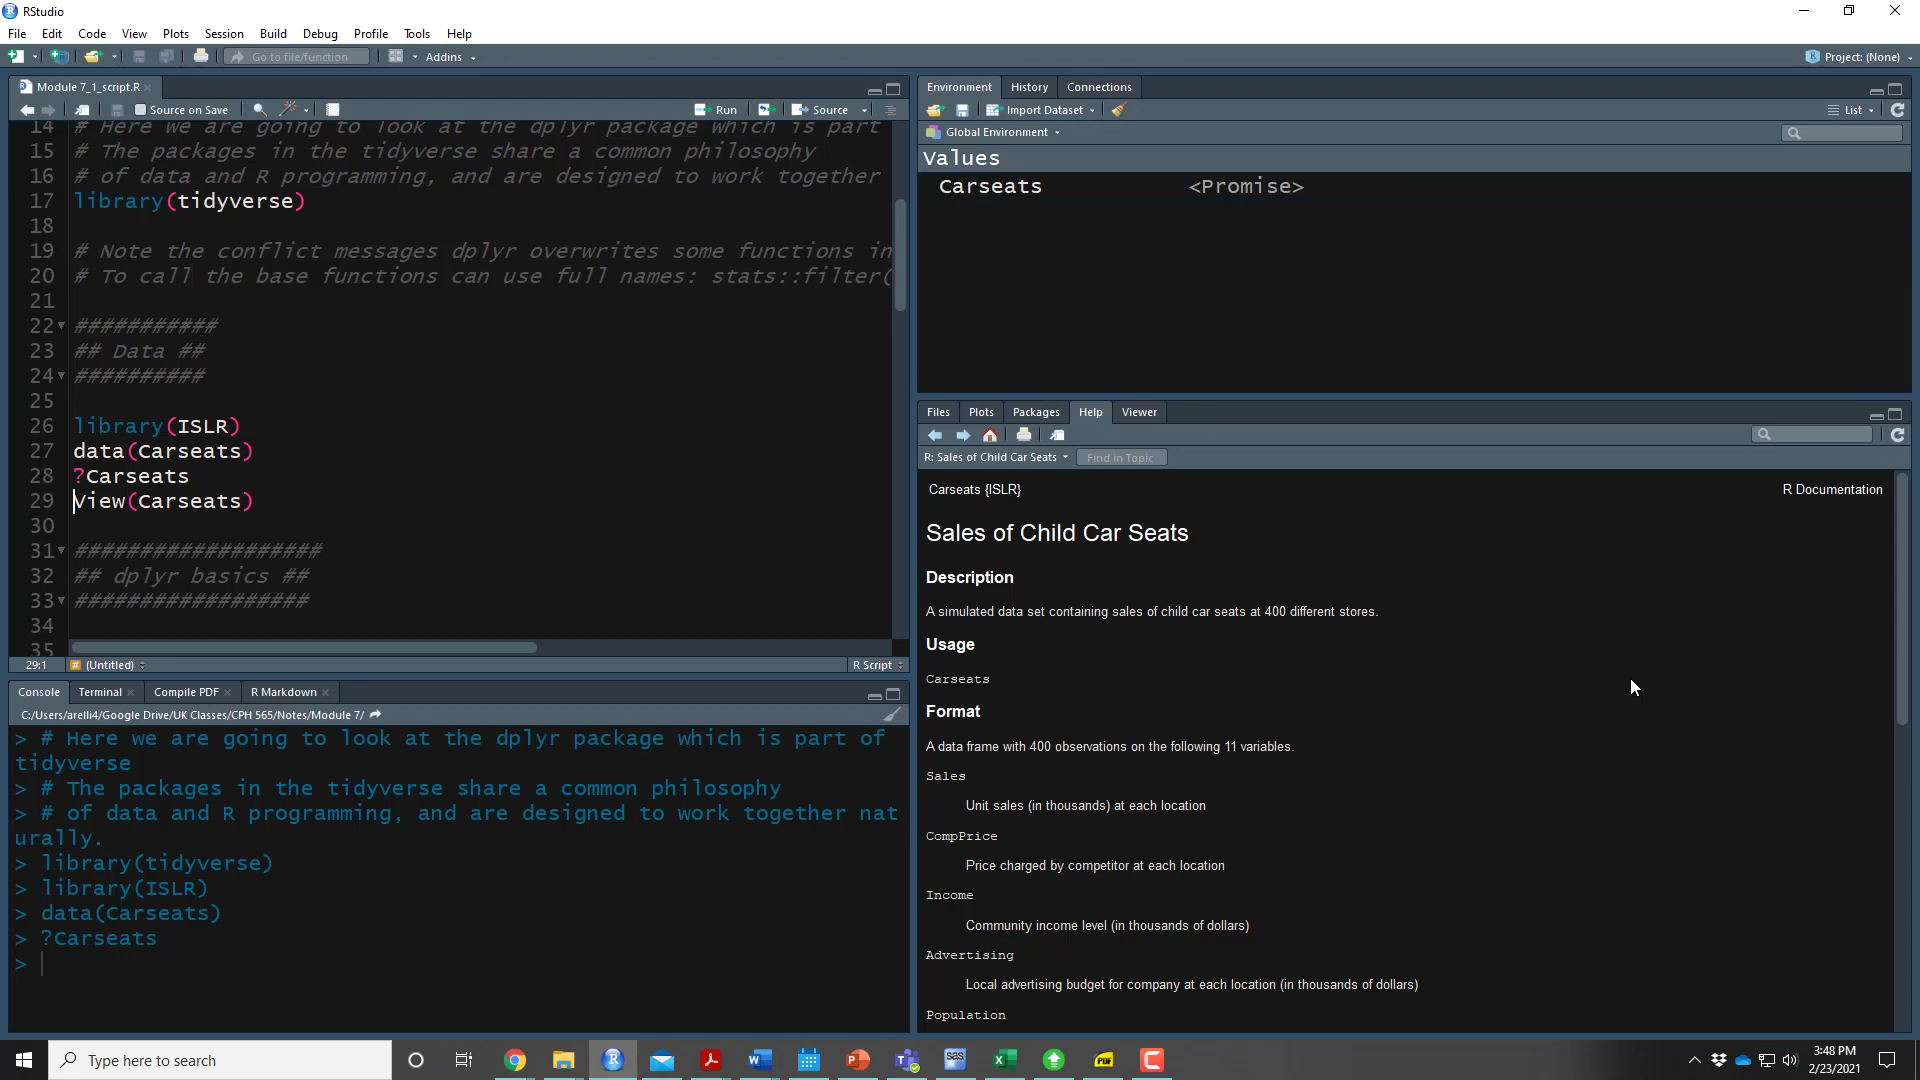 RStudio
File Edit Code View Plots Session Build Debug Profile Tools Help
Go to file/function Addins Project: (None)
Module 7_1_script.R
Source on Save Run Source
14 # Here we are going to look at the dplyr package which is part
15 # The packages in the tidyverse share a common philosophy
16 # of data and R programming, and are designed to work together
17 library(tidyverse)
18
19 # Note the conflict messages dplyr overwrites some functions in
20 # To call the base functions can use full names: stats::filter(
21
22 ###########
23 ## Data ##
24 ##########
25
26 library(ISLR)
27 data(Carseats)
28 ?Carseats
29 View(Carseats)
30
31 ###################
32 ## dplyr basics ##
33 ##################
34
35
29:1 (Untitled) R Script
Console Terminal Compile PDF R Markdown
C:/Users/arelli4/Google Drive/UK Classes/CPH 565/Notes/Module 7/
> # Here we are going to look at the dplyr package which is part of
tidyverse
> # The packages in the tidyverse share a common philosophy
> # of data and R programming, and are designed to work together nat
urally.
> library(tidyverse)
> library(ISLR)
> data(Carseats)
> ?Carseats
>
Environment History Connections
Import Dataset List
Global Environment
Values
Carseats <Promise>
Files Plots Packages Help Viewer
R: Sales of Child Car Seats Find in Topic
Carseats {ISLR} R Documentation
Sales of Child Car Seats
Description
A simulated data set containing sales of child car seats at 400 different stores.
Usage
Carseats
Format
A data frame with 400 observations on the following 11 variables.
Sales
Unit sales (in thousands) at each location
CompPrice
Price charged by competitor at each location
Income
Community income level (in thousands of dollars)
Advertising
Local advertising budget for company at each location (in thousands of dollars)
Population
Type here to search
3:48 PM
2/23/2021